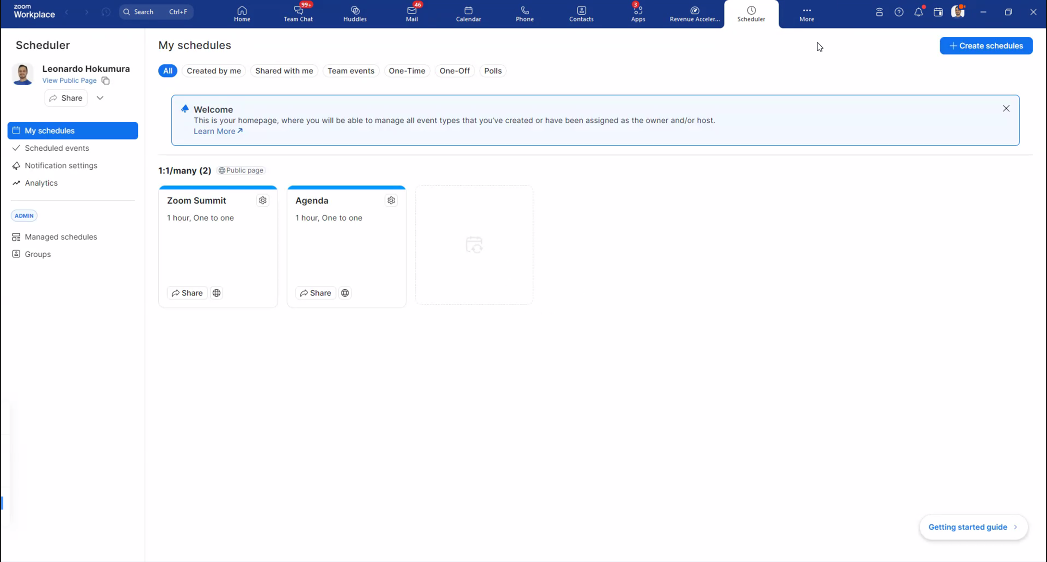 zoom
Workplace
Search Ctrl+F
Home
99+
Team Chat
Huddles
46
Mail
Calendar
Phone
Contacts
3
Apps
Revenue Acceler...
Scheduler
More
Scheduler
Leonardo Hokumura
View Public Page
Share
My schedules
Scheduled events
Notification settings
Analytics
ADMIN
Managed schedules
Groups
My schedules
+ Create schedules
All Created by me Shared with me Team events One-Time One-Off Polls
Welcome
This is your homepage, where you will be able to manage all event types that you've created or have been assigned as the owner and/or host.
Learn More
1:1/many (2) Public page
Zoom Summit
1 hour, One to one
Share
Agenda
1 hour, One to one
Share
Getting started guide